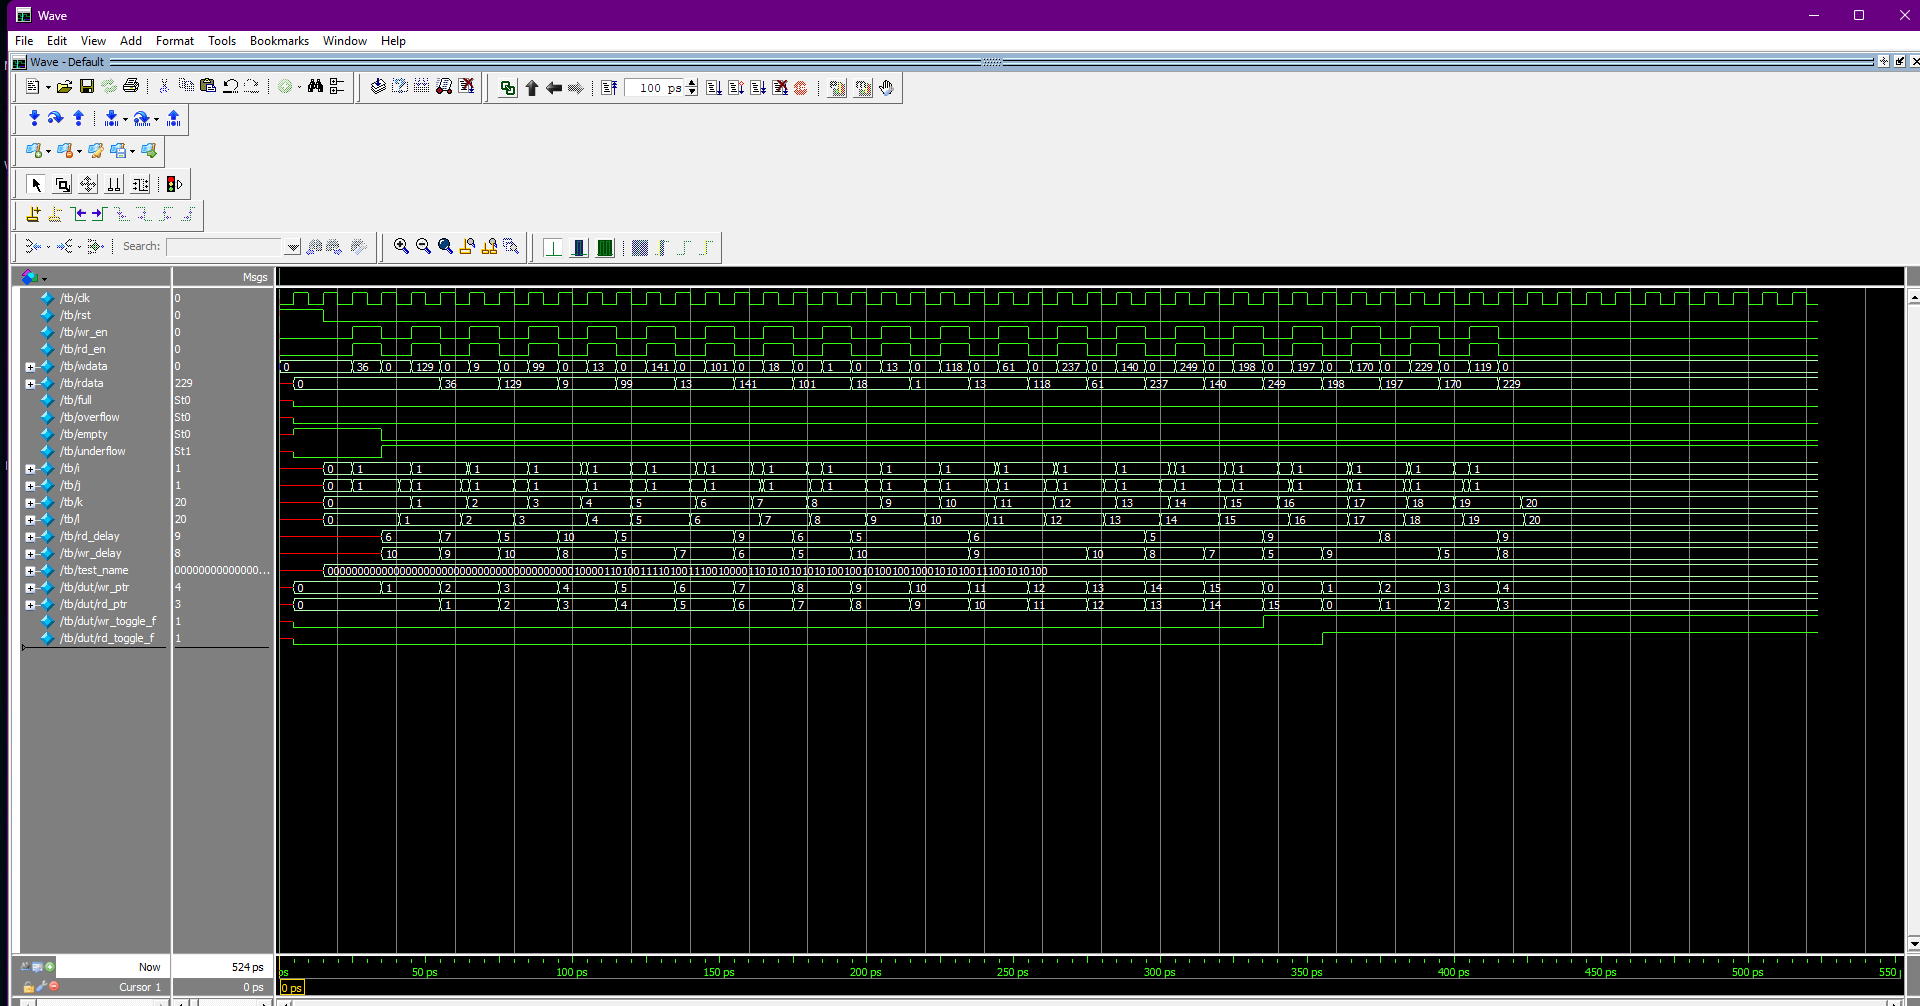 Wave
File Edit View Add Format Tools Bookmarks Window Help
Wave - Default
100 ps
Search:
Msgs
/tb/clk 0
/tb/rst 0
/tb/wr_en 0
/tb/rd_en 0
/tb/wdata 0 0 36 0 129 0 9 0 99 0 13 0 141 0 101 0 18 0 1 0 13 0 118 0 61 0 237 0 140 0 249 0 198 0 197 0 170 0 229 0 119 0
/tb/rdata 229 0 36 129 9 99 13 141 101 18 1 13 118 61 237 140 249 198 197 170 229
/tb/full St0
/tb/overflow St0
/tb/empty St0
/tb/underflow St1
/tb/i 1 0 1 1 1 1 1 1 1 1 1 1 1 1 1 1 1 1 1 1 1 1
/tb/j 1 0 1 1 1 1 1 1 1 1 1 1 1 1 1 1 1 1 1 1 1 1
/tb/k 20 0 1 2 3 4 5 6 7 8 9 10 11 12 13 14 15 16 17 18 19 20
/tb/l 20 0 1 2 3 4 5 6 7 8 9 10 11 12 13 14 15 16 17 18 19 20
/tb/rd_delay 9 6 7 5 10 5 9 6 5 6 5 9 8 9
/tb/wr_delay 8 10 9 10 8 5 7 6 5 10 9 10 8 7 5 9 5 8
/tb/test_name 00000000000000...
/tb/dut/wr_ptr 4 0 1 2 3 4 5 6 7 8 9 10 11 12 13 14 15 0 1 2 3 4
/tb/dut/rd_ptr 3 0 1 2 3 4 5 6 7 8 9 10 11 12 13 14 15 0 1 2 3
/tb/dut/wr_toggle_f 1
/tb/dut/rd_toggle_f 1
Now 524 ps ps 50 ps 100 ps 150 ps 200 ps 250 ps 300 ps 350 ps 400 ps 450 ps 500 ps 550
Cursor 1 0 ps 0 ps